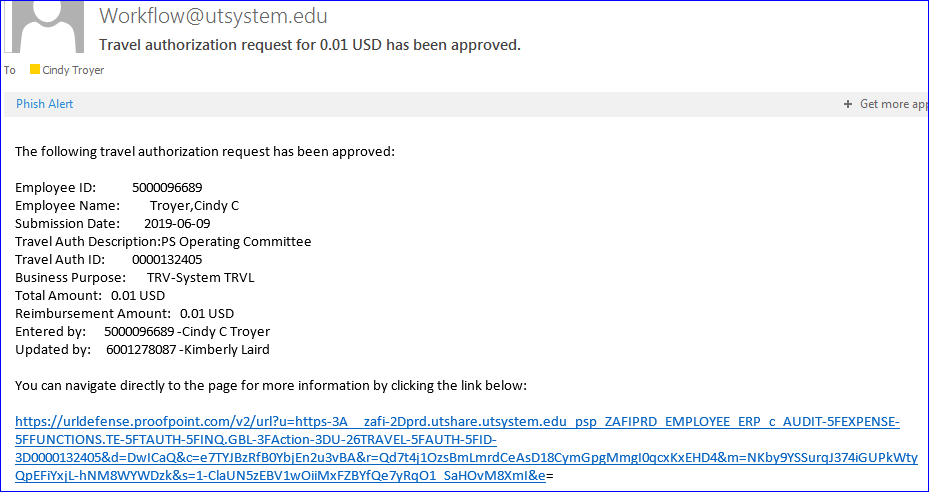 Workflow@utsystem.edu
Travel authorization request for 0.01 USD has been approved.
To Cindy Troyer
Phish Alert + Get more app
The following travel authorization request has been approved:
Employee ID: 5000096689
Employee Name: Troyer,Cindy C
Submission Date: 2019-06-09
Travel Auth Description:PS Operating Committee
Travel Auth ID: 0000132405
Business Purpose: TRV-System TRVL
Total Amount: 0.01 USD
Reimbursement Amount: 0.01 USD
Entered by: 5000096689 -Cindy C Troyer
Updated by: 6001278087 -Kimberly Laird
You can navigate directly to the page for more information by clicking the link below:
https://urldefense.proofpoint.com/v2/url?u=https-3A__zafi-2Dprd.utshare.utsystem.edu_psp_ZAFIPRD_EMPLOYEE_ERP_c_AUDIT-5FEXPENSE-
5FFUNCTIONS.TE-5FTAUTH-5FINQ.GBL-3FAction-3DU-26TRAVEL-5FAUTH-5FID-
3D0000132405&d=DwICaQ&c=e7TYJBzRfB0YbjEn2u3vBA&r=Qd7t4j1OzsBmLmrdCeAsD18CymGpgMmgI0qcxKxEHD4&m=NKby9YSSurqJ374iGUPkWty
QpEFiYxjL-hNM8WYWDzk&s=1-ClaUN5zEBV1wOiiMxFZBYfQe7yRqO1_SaHOvM8XmI&e=